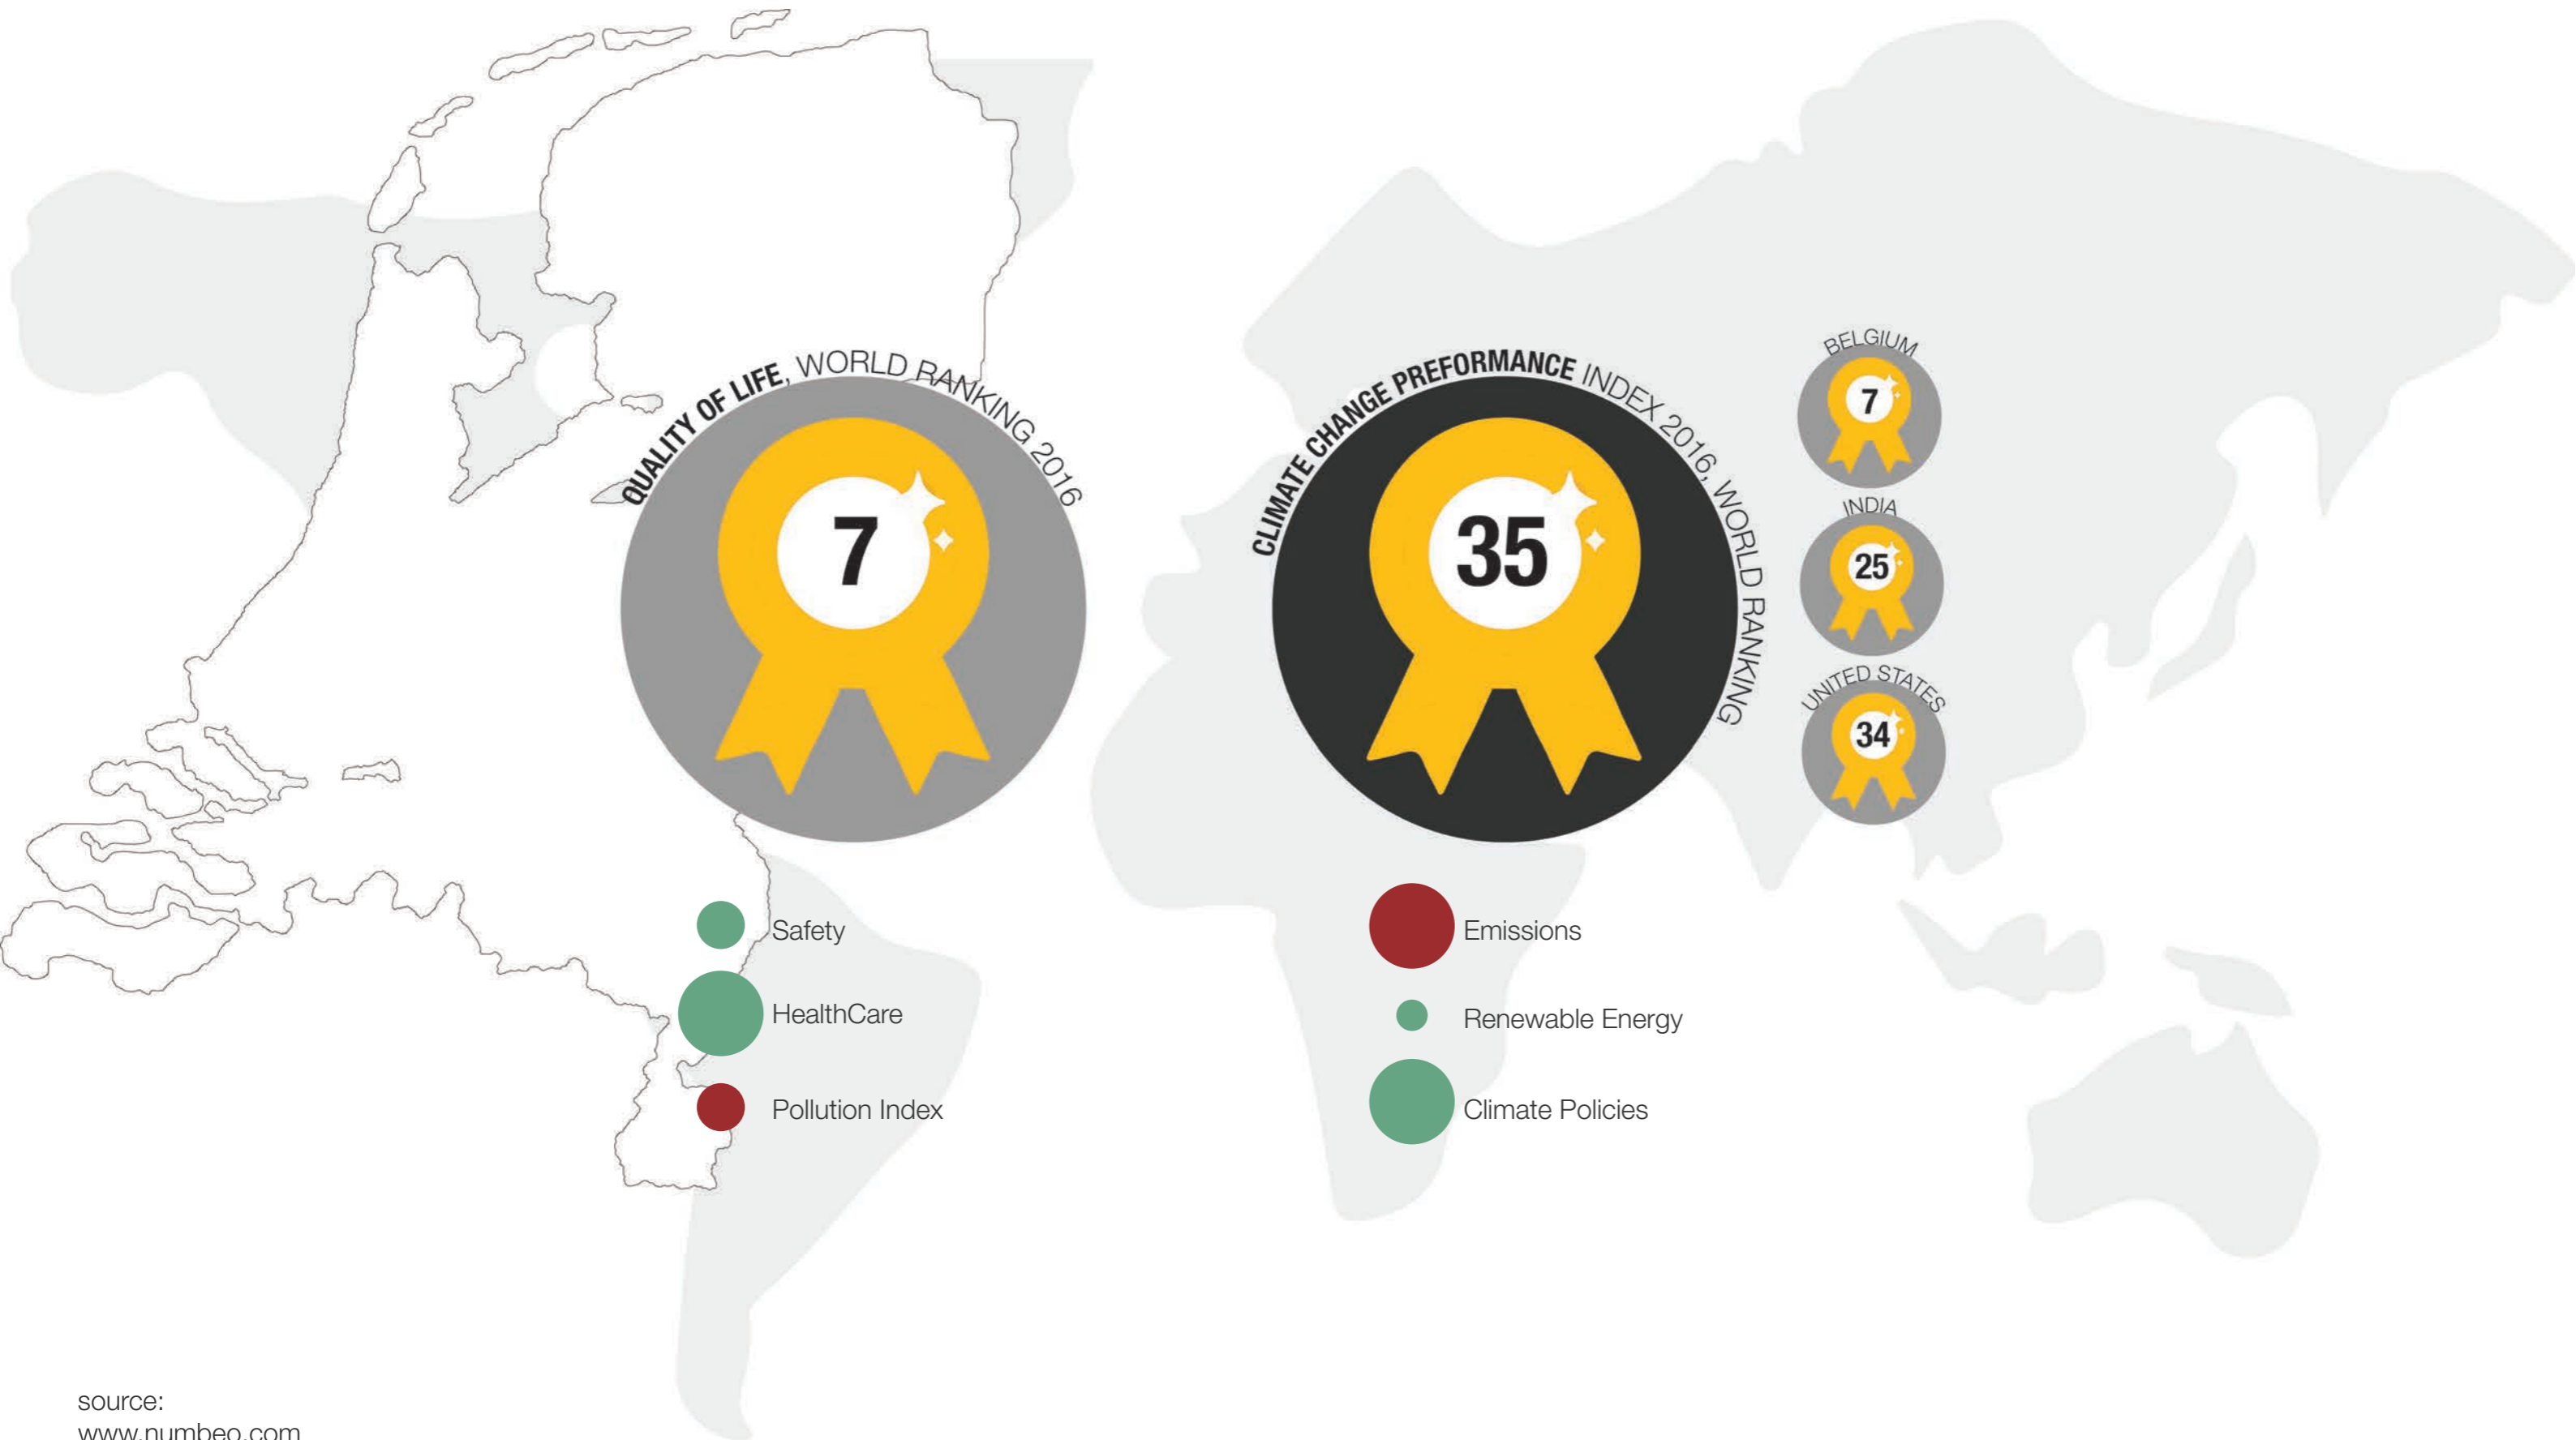 QUALITY OF LIFE, WORLD RANKING 2016
7
CLIMATE CHANGE PREFORMANCE INDEX 2016, WORLD RANKING
35
BELGIUM
7
INDIA
25
UNITED STATES
34
Safety
HealthCare
Pollution Index
Emissions
Renewable Energy
Climate Policies
source:
www.numbeo.com